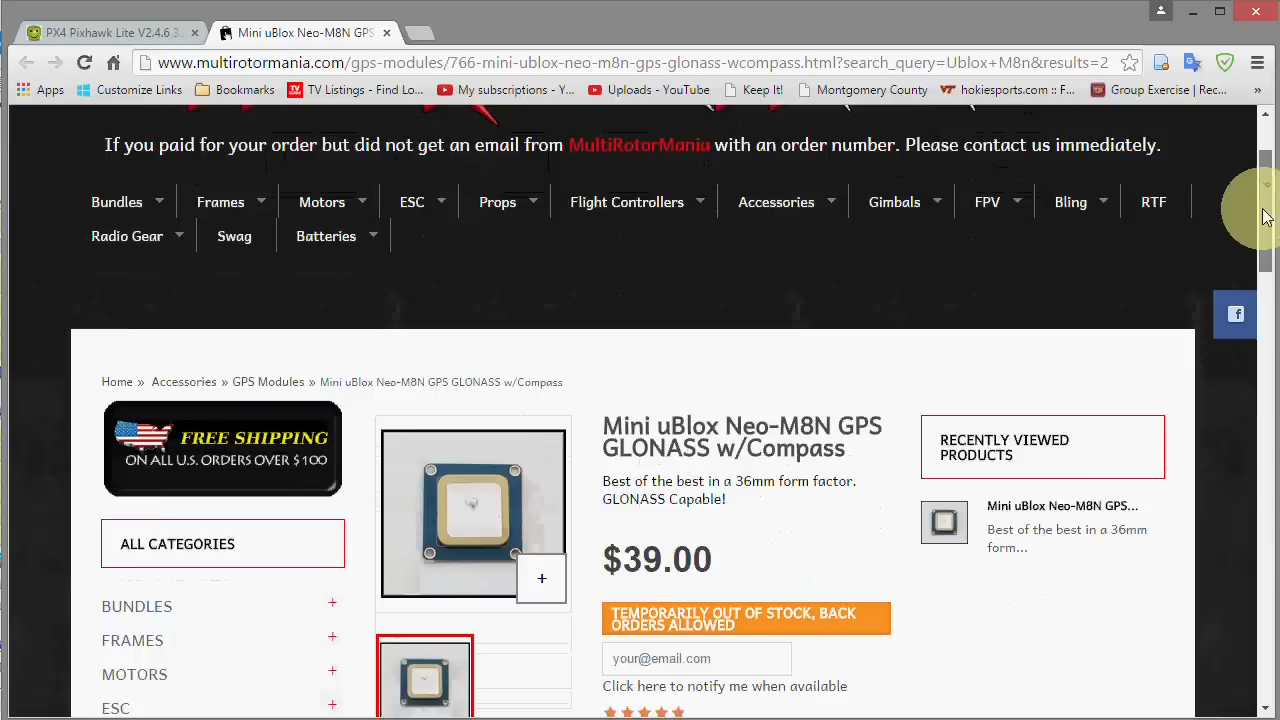 PX4 Pixhawk Lite V2.4.6 3.
Mini uBlox Neo-M8N GPS
www.multirotormania.com/gps-modules/766-mini-ublox-neo-m8n-gps-glonass-wcompass.html?search_query=Ublox+M8n&results=2
Apps
Customize Links
Bookmarks
TV Listings - Find Lo...
My subscriptions - Y...
Uploads - YouTube
Keep It!
Montgomery County
hokiesports.com :: F...
Group Exercise | Rec...
»
If you paid for your order but did not get an email from MultiRotorMania with an order number. Please contact us immediately.
Bundles
Frames
Motors
ESC
Props
Flight Controllers
Accessories
Gimbals
FPV
Bling
RTF
Radio Gear
Swag
Batteries
f
Home » Accessories » GPS Modules » Mini uBlox Neo-M8N GPS GLONASS w/Compass
FREE SHIPPING
ON ALL U.S. ORDERS OVER $100
ALL CATEGORIES
BUNDLES +
FRAMES +
MOTORS +
ESC +
+
Mini uBlox Neo-M8N GPS
GLONASS w/Compass
Best of the best in a 36mm form factor.
GLONASS Capable!
$39.00
TEMPORARILY OUT OF STOCK, BACK
ORDERS ALLOWED
your@email.com
Click here to notify me when available
RECENTLY VIEWED
PRODUCTS
Mini uBlox Neo-M8N GPS...
Best of the best in a 36mm
form...